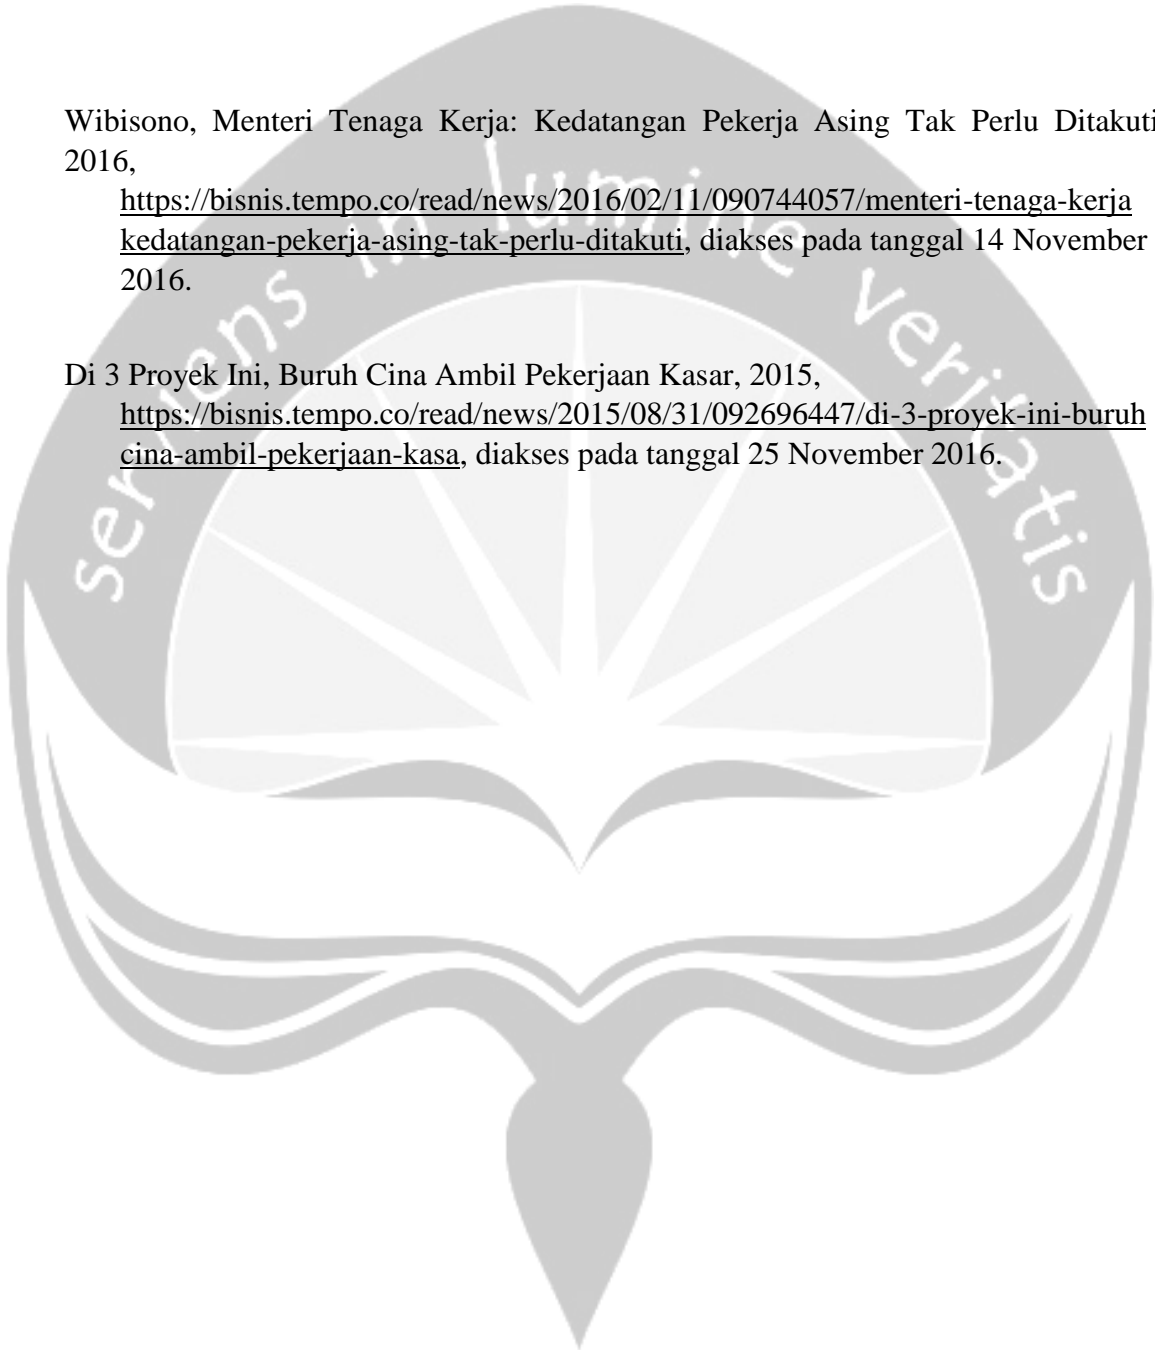 Wibisono, Menteri Tenaga Kerja: Kedatangan Pekerja Asing Tak Perlu Ditakuti
2016,
https://bisnis.tempo.co/read/news/2016/02/11/090744057/menteri-tenaga-kerja
kedatangan-pekerja-asing-tak-perlu-ditakuti, diakses pada tanggal 14 November
2016.
Di 3 Proyek Ini, Buruh Cina Ambil Pekerjaan Kasar, 2015,
https://bisnis.tempo.co/read/news/2015/08/31/092696447/di-3-proyek-ini-buruh
cina-ambil-pekerjaan-kasa, diakses pada tanggal 25 November 2016.
serviens in lumine veritatis